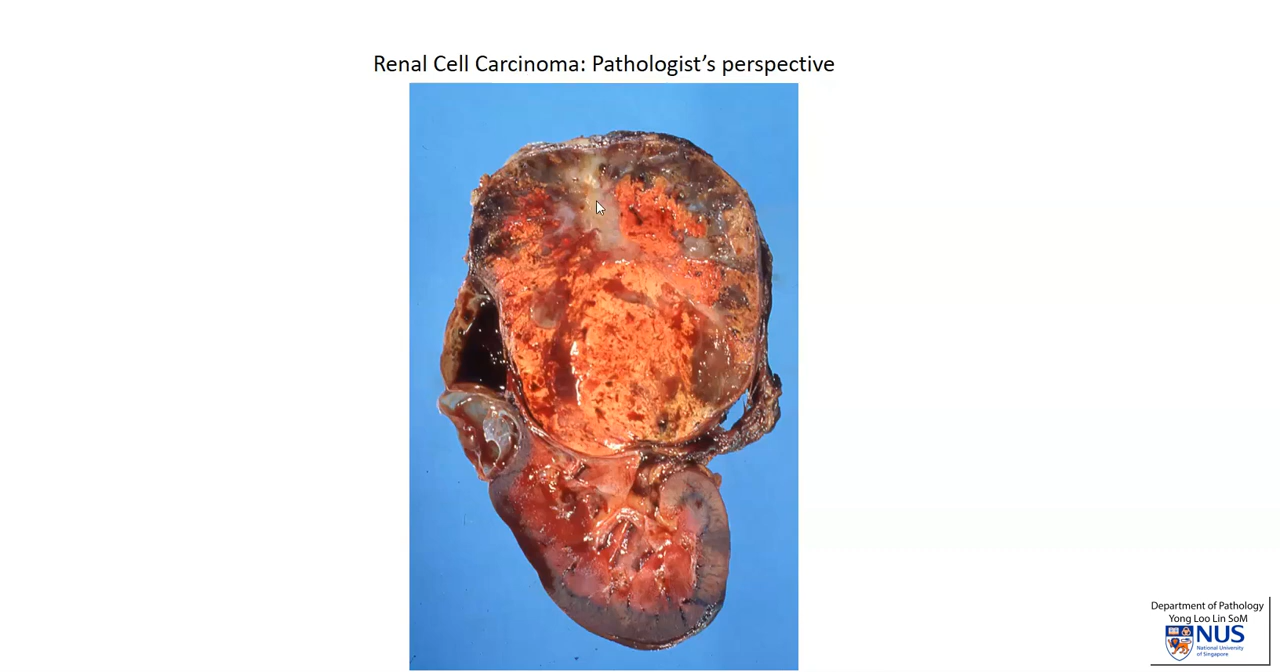 Renal Cell Carcinoma: Pathologist’s perspective
Department of Pathology
Yong Loo Lin SoM
NUS
National University
of Singapore